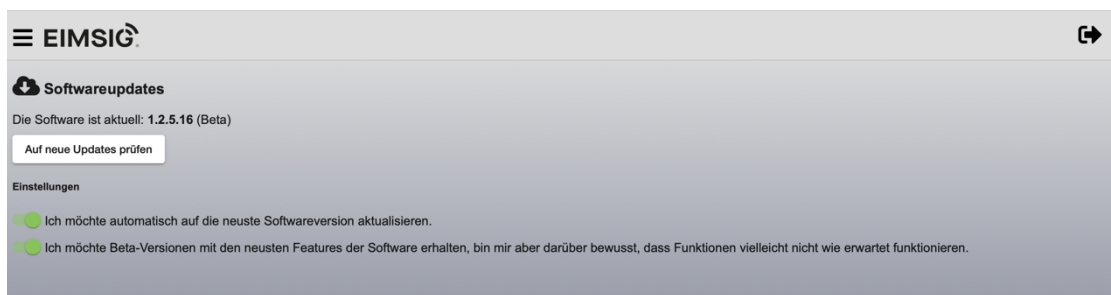 EIMSIG
Softwareupdates
Die Software ist aktuell: 1.2.5.16 (Beta)
Auf neue Updates prüfen
Einstellungen
Ich möchte automatisch auf die neuste Softwareversion aktualisieren.
Ich möchte Beta-Versionen mit den neusten Features der Software erhalten, bin mir aber darüber bewusst, dass Funktionen vielleicht nicht wie erwartet funktionieren.